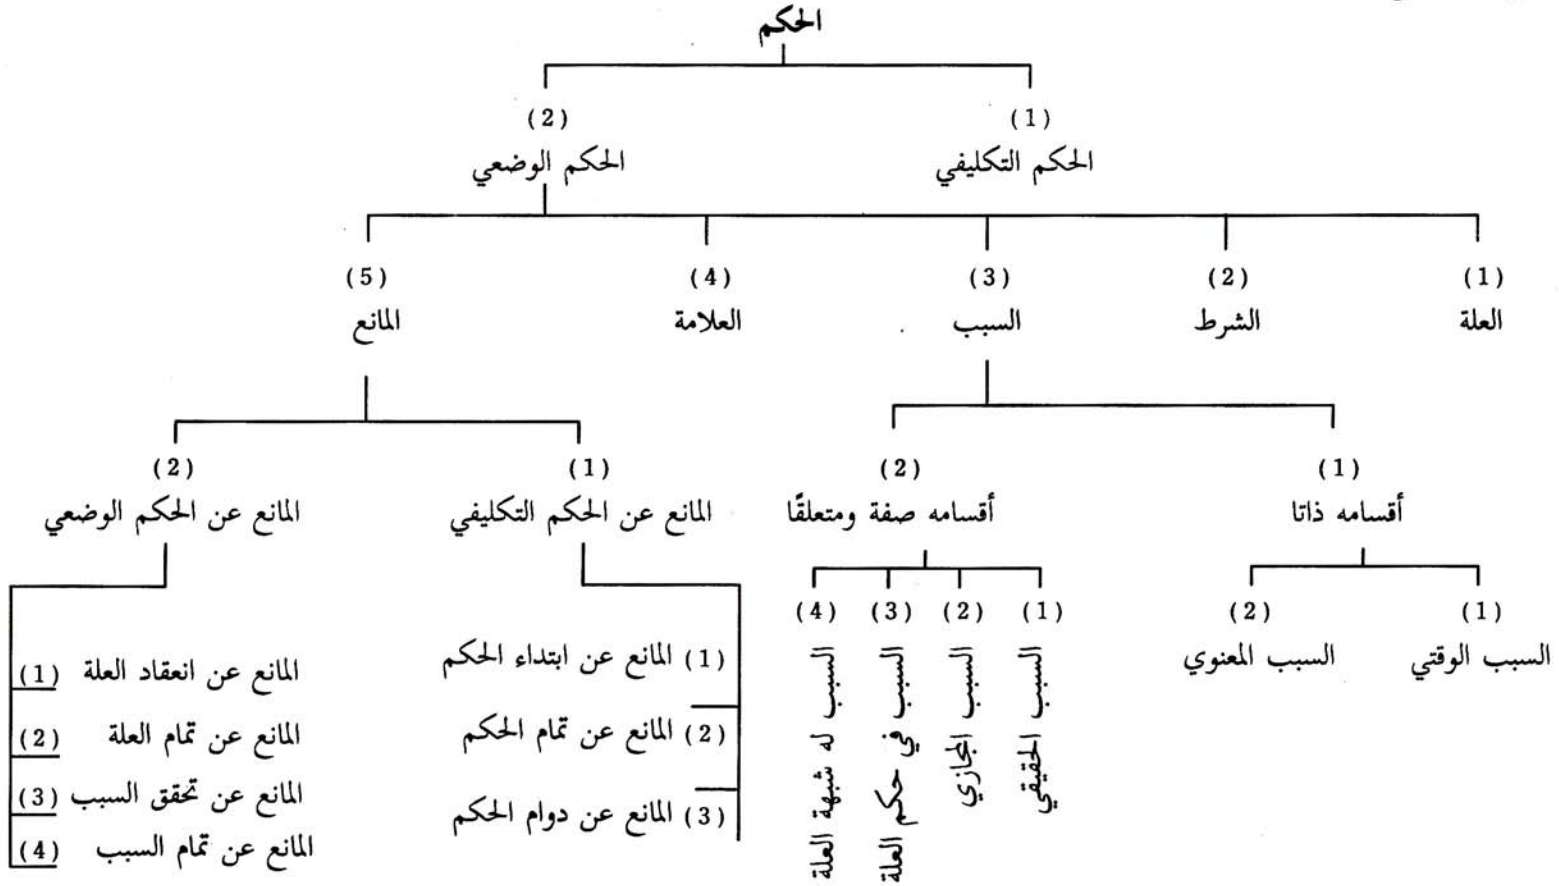 الحكم
(1) (2)
الحكم التكليفي الحكم الوضعي
(1) (2) (3) (4) (5)
العلة الشرط السبب العلامة المانع
(1) (2) (1) (2)
أقسامه ذاتا أقسامه صفة ومتعلقًا المانع عن الحكم التكليفي المانع عن الحكم الوضعي
(1) (2)
السبب الوقتي السبب المعنوي
(1) (2) (3) (4)
السبب الحقيقي
السبب المجازي
السبب في حكم العلة
السبب له شبهة العلة
(1) المانع عن ابتداء الحكم
(2) المانع عن تمام الحكم
(3) المانع عن دوام الحكم
المانع عن انعقاد العلة (1)
المانع عن تمام العلة (2)
المانع عن تحقق السبب (3)
المانع عن تمام السبب (4)